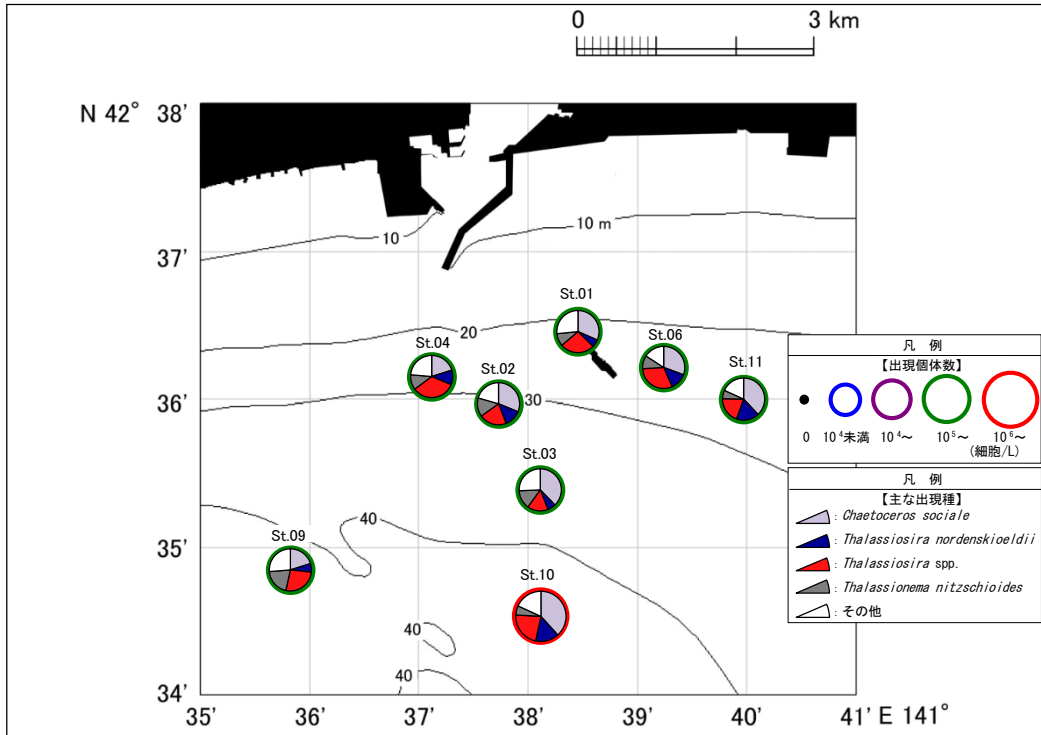 0 3 km
N 42° 38'
37'
36'
35'
34'
35' 36' 37' 38' 39' 40' 41' E 141°
10
10 m
20
30
40
40
40
St.01
St.04
St.06
St.02
St.11
St.03
St.09
St.10
凡 例
【出現個体数】
0 10⁴未満 10⁴～ 10⁵～ 10⁶～
(細胞/L)
凡 例
【主な出現種】
: Chaetoceros sociale
: Thalassiosira nordenskioeldii
: Thalassiosira spp.
: Thalassionema nitzschioides
: その他